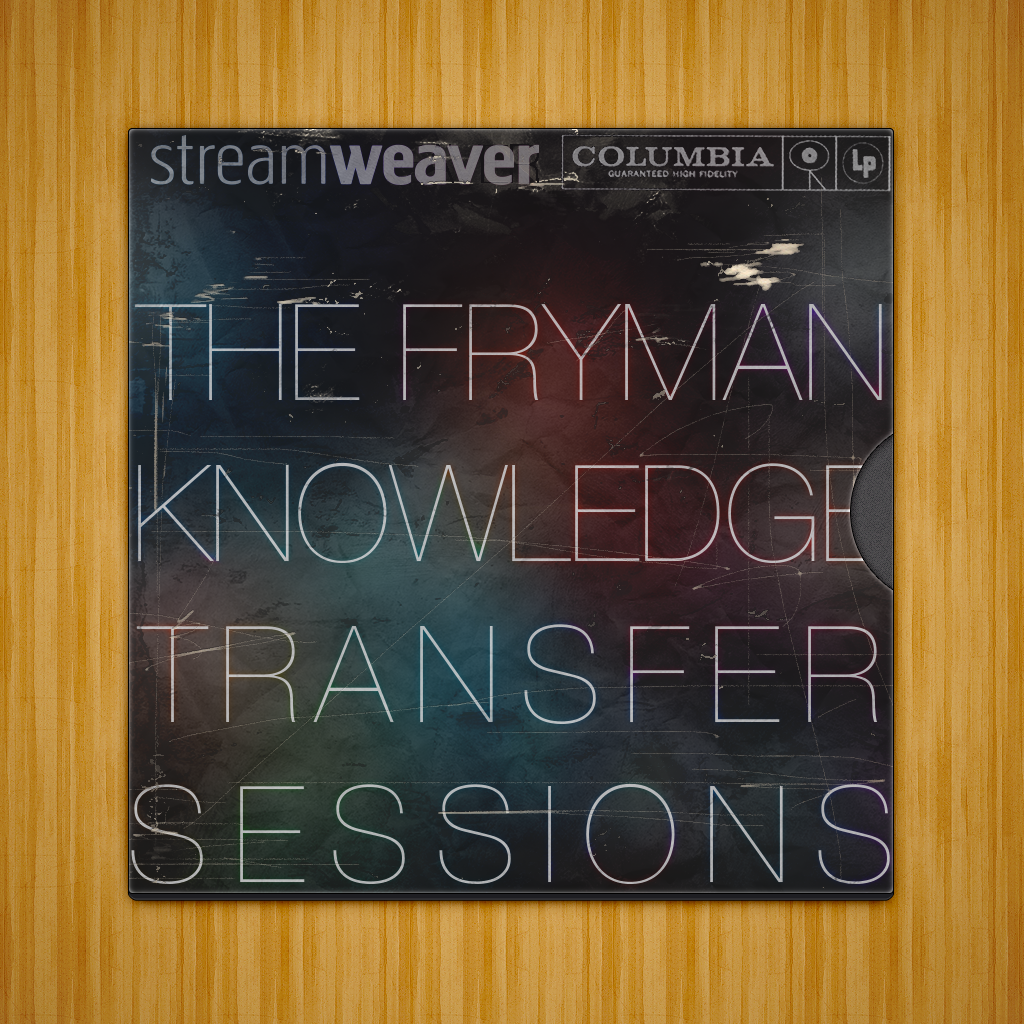 streamweaver
COLUMBIA
GUARANTEED HIGH FIDELITY
Lp
THE FRYMAN
KNOWLEDGE
TRANSFER
SESSIONS